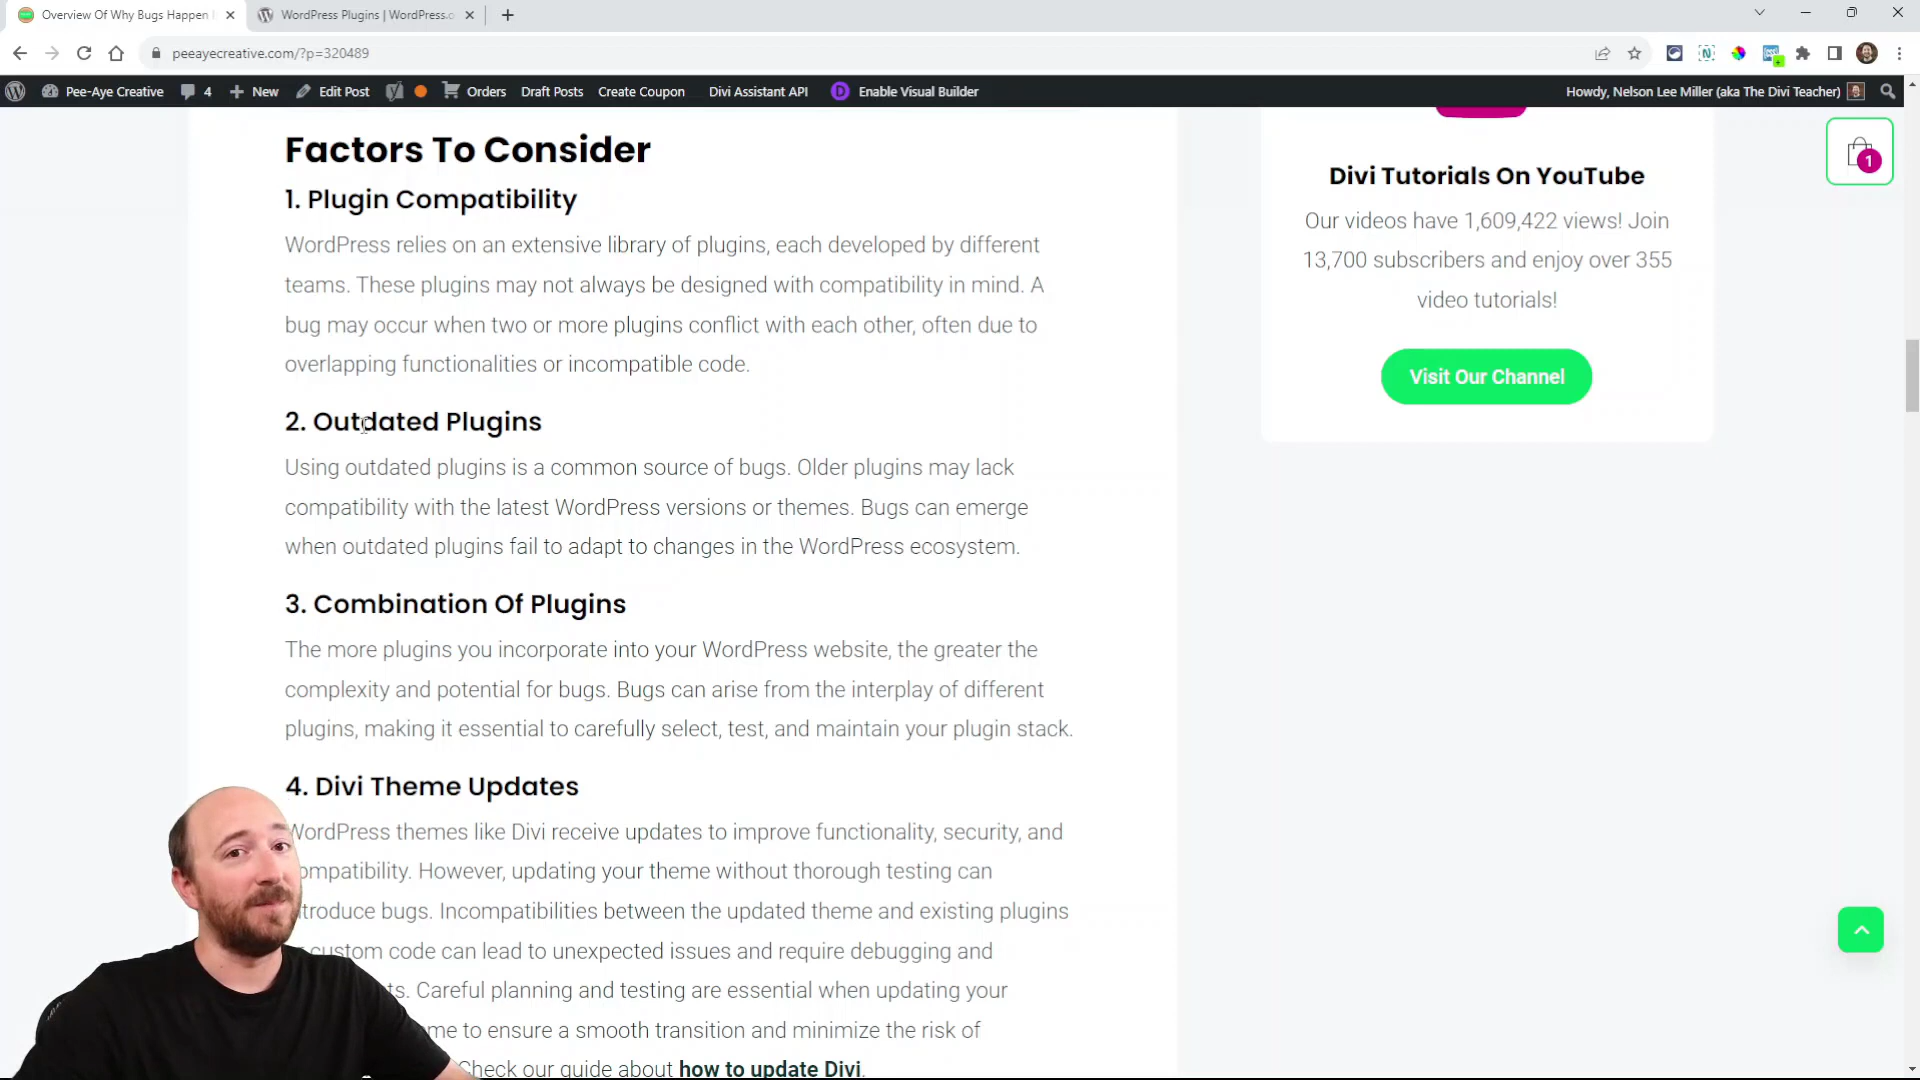 Overview Of Why Bugs Happen
WordPress Plugins | WordPress.o
peeayecreative.com/?p=320489
Pee-Aye Creative
4
New
Edit Post
Orders
Draft Posts
Create Coupon
Divi Assistant API
D
Enable Visual Builder
Howdy, Nelson Lee Miller (aka The Divi Teacher)
Factors To Consider
1. Plugin Compatibility
WordPress relies on an extensive library of plugins, each developed by different
teams. These plugins may not always be designed with compatibility in mind. A
bug may occur when two or more plugins conflict with each other, often due to
overlapping functionalities or incompatible code.
2. Outdated Plugins
Using outdated plugins is a common source of bugs. Older plugins may lack
compatibility with the latest WordPress versions or themes. Bugs can emerge
when outdated plugins fail to adapt to changes in the WordPress ecosystem.
3. Combination Of Plugins
The more plugins you incorporate into your WordPress website, the greater the
complexity and potential for bugs. Bugs can arise from the interplay of different
plugins, making it essential to carefully select, test, and maintain your plugin stack.
4. Divi Theme Updates
WordPress themes like Divi receive updates to improve functionality, security, and
ompatibility. However, updating your theme without thorough testing can
troduce bugs. Incompatibilities between the updated theme and existing plugins
custom code can lead to unexpected issues and require debugging and
ts. Careful planning and testing are essential when updating your
me to ensure a smooth transition and minimize the risk of
Check our guide about how to update Divi.
1
Divi Tutorials On YouTube
Our videos have 1,609,422 views! Join
13,700 subscribers and enjoy over 355
video tutorials!
Visit Our Channel